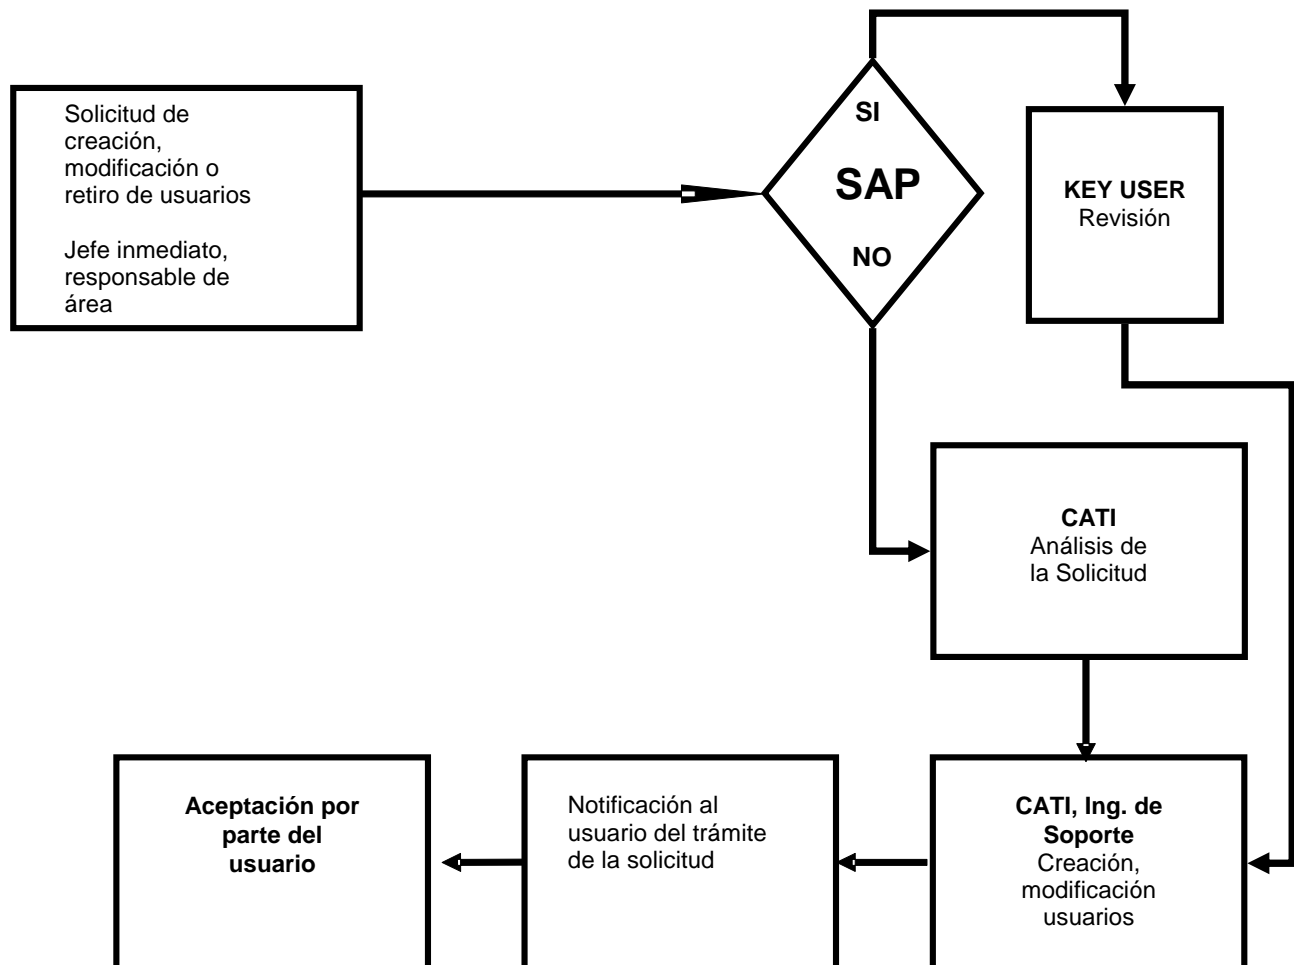 Solicitud de
creación,
modificación o
retiro de usuarios
Jefe inmediato,
responsable de
área
SI
SAP
NO
KEY USER
Revisión
CATI
Análisis de
la Solicitud
CATI, Ing. de
Soporte
Creación,
modificación
usuarios
Notificación al
usuario del trámite
de la solicitud
Aceptación por
parte del
usuario